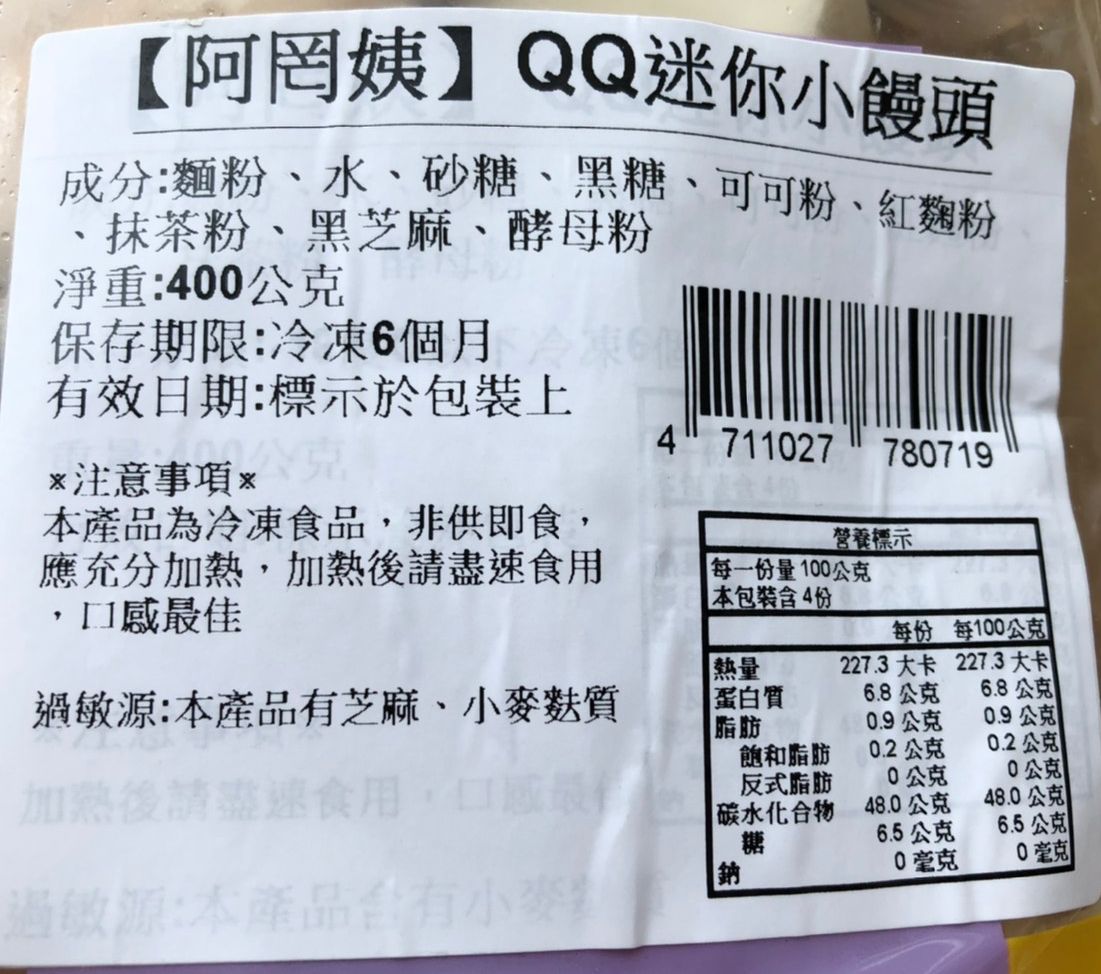 【阿罔姨】QQ迷你小饅頭
成分:麵粉、水、砂糖、黑糖、可可粉、紅麴粉
、抹茶粉、黑芝麻、酵母粉
淨重:400公克
保存期限:冷凍6個月
有效日期:標示於包裝上
4 711027 780719
※注意事項※
本產品為冷凍食品，非供即食，
應充分加熱，加熱後請盡速食用
，口感最佳
過敏源:本產品有芝麻、小麥麩質
營養標示
每一份量 100公克
本包裝含 4份
每份 每100公克
熱量 227.3 大卡 227.3 大卡
蛋白質 6.8 公克 6.8 公克
脂肪 0.9 公克 0.9 公克
飽和脂肪 0.2 公克 0.2 公克
反式脂肪 0 公克 0 公克
碳水化合物 48.0 公克 48.0 公克
糖 6.5 公克 6.5 公克
鈉 0 毫克 0 毫克